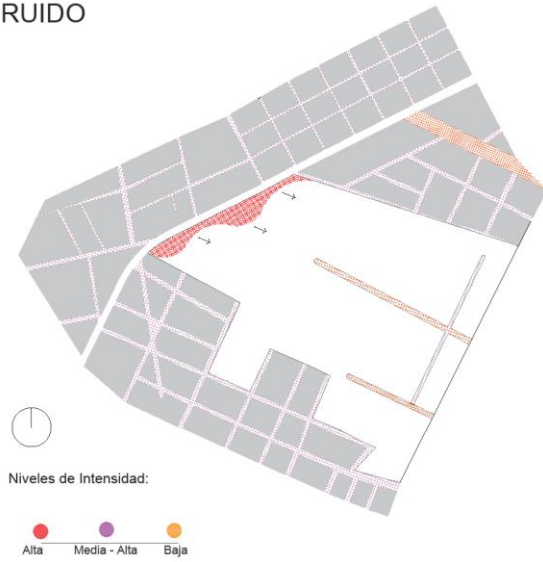 RUIDO
Niveles de Intensidad:
Alta
Media - Alta
Baja